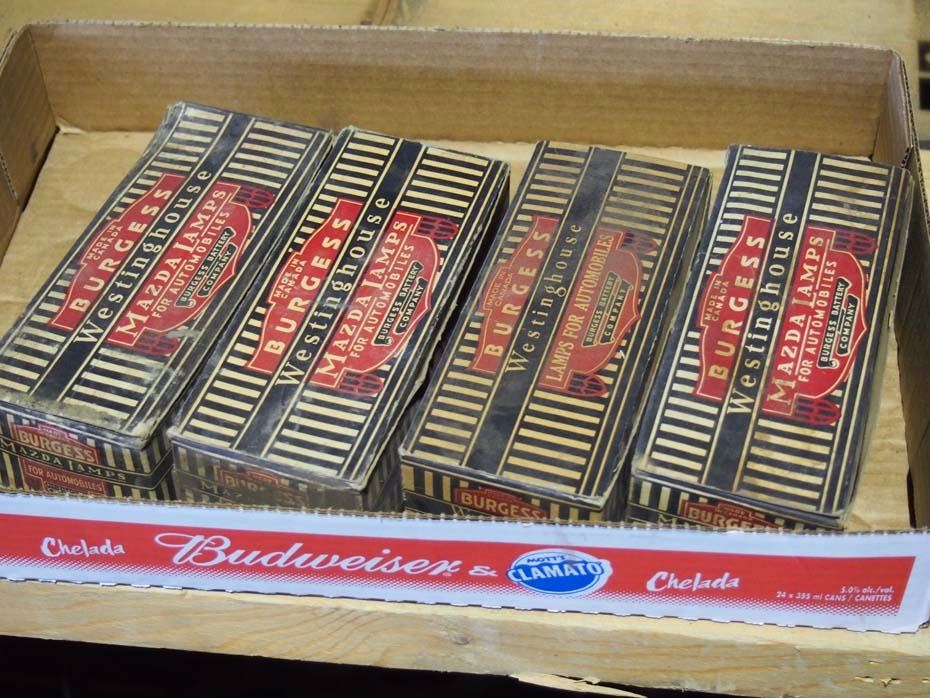 MADE IN
CANADA
BURGESS
Westinghouse
MAZDA LAMPS
FOR AUTOMOBILES
BURGESS BATTERY
COMPANY
MADE IN
CANADA
BURGESS
Westinghouse
MAZDA LAMPS
FOR AUTOMOBILES
BURGESS BATTERY
COMPANY
MADE IN
CANADA
BURGESS
Westinghouse
LAMPS FOR AUTOMOBILES
BURGESS BATTERY
COMPANY
MADE IN
CANADA
BURGESS
Westinghouse
MAZDA LAMPS
FOR AUTOMOBILES
BURGESS BATTERY
COMPANY
BURGESS
MAZDA LAMPS
FOR AUTOMOBILES
BURGESS
BURGESS
Chelada
Budweiser & MOTT'S
CLAMATO
Chelada
5.0% alc./vol.
24 x 355 ml CANS / CANETTES